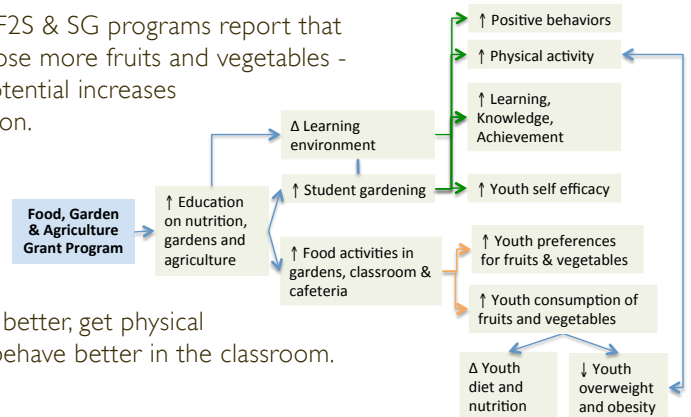 F2S & SG programs report that
ose more fruits and vegetables -
otential increases
on.
↑ Positive behaviors
↑ Physical activity
↑ Learning,
Knowledge,
Achievement
Δ Learning
environment
↑ Student gardening
↑ Youth self efficacy
Food, Garden
& Agriculture
Grant Program
↑ Education
on nutrition,
gardens and
agriculture
↑ Food activities in
gardens, classroom &
cafeteria
↑ Youth preferences
for fruits & vegetables
↑ Youth consumption of
fruits and vegetables
better, get physical
behave better in the classroom.
Δ Youth
diet and
nutrition
↓ Youth
overweight
and obesity